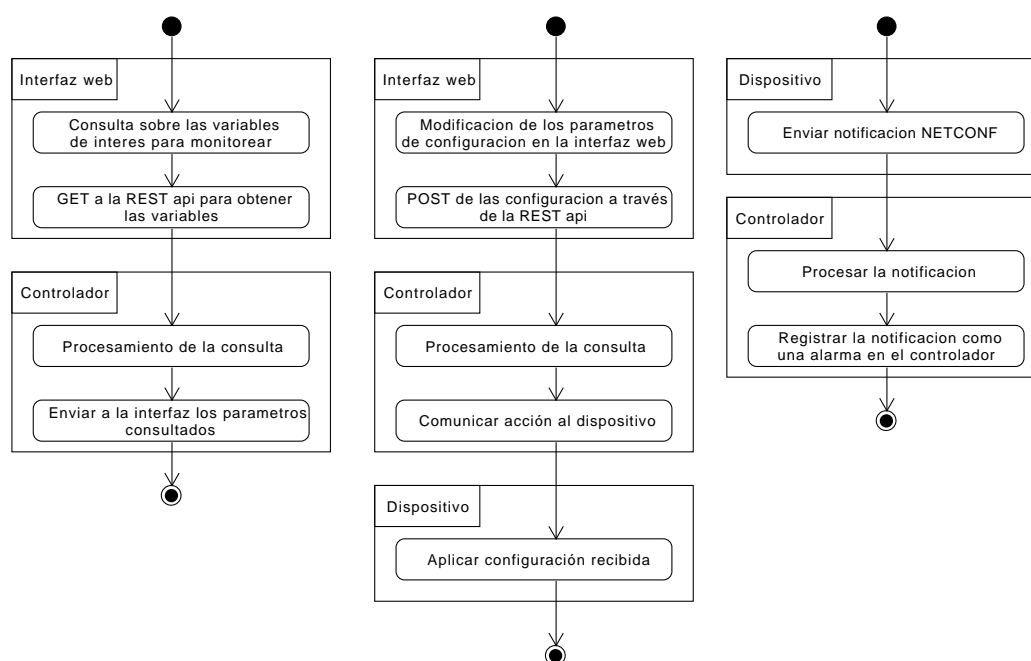 Interfaz web
Consulta sobre las variables
de interes para monitorear
GET a la REST api para obtener
las variables
Controlador
Procesamiento de la consulta
Enviar a la interfaz los parametros
consultados
Interfaz web
Modificacion de los parametros
de configuracion en la interfaz web
POST de las configuracion a través
de la REST api
Controlador
Procesamiento de la consulta
Comunicar acción al dispositivo
Dispositivo
Aplicar configuración recibida
Dispositivo
Enviar notificacion NETCONF
Controlador
Procesar la notificacion
Registrar la notificacion como
una alarma en el controlador